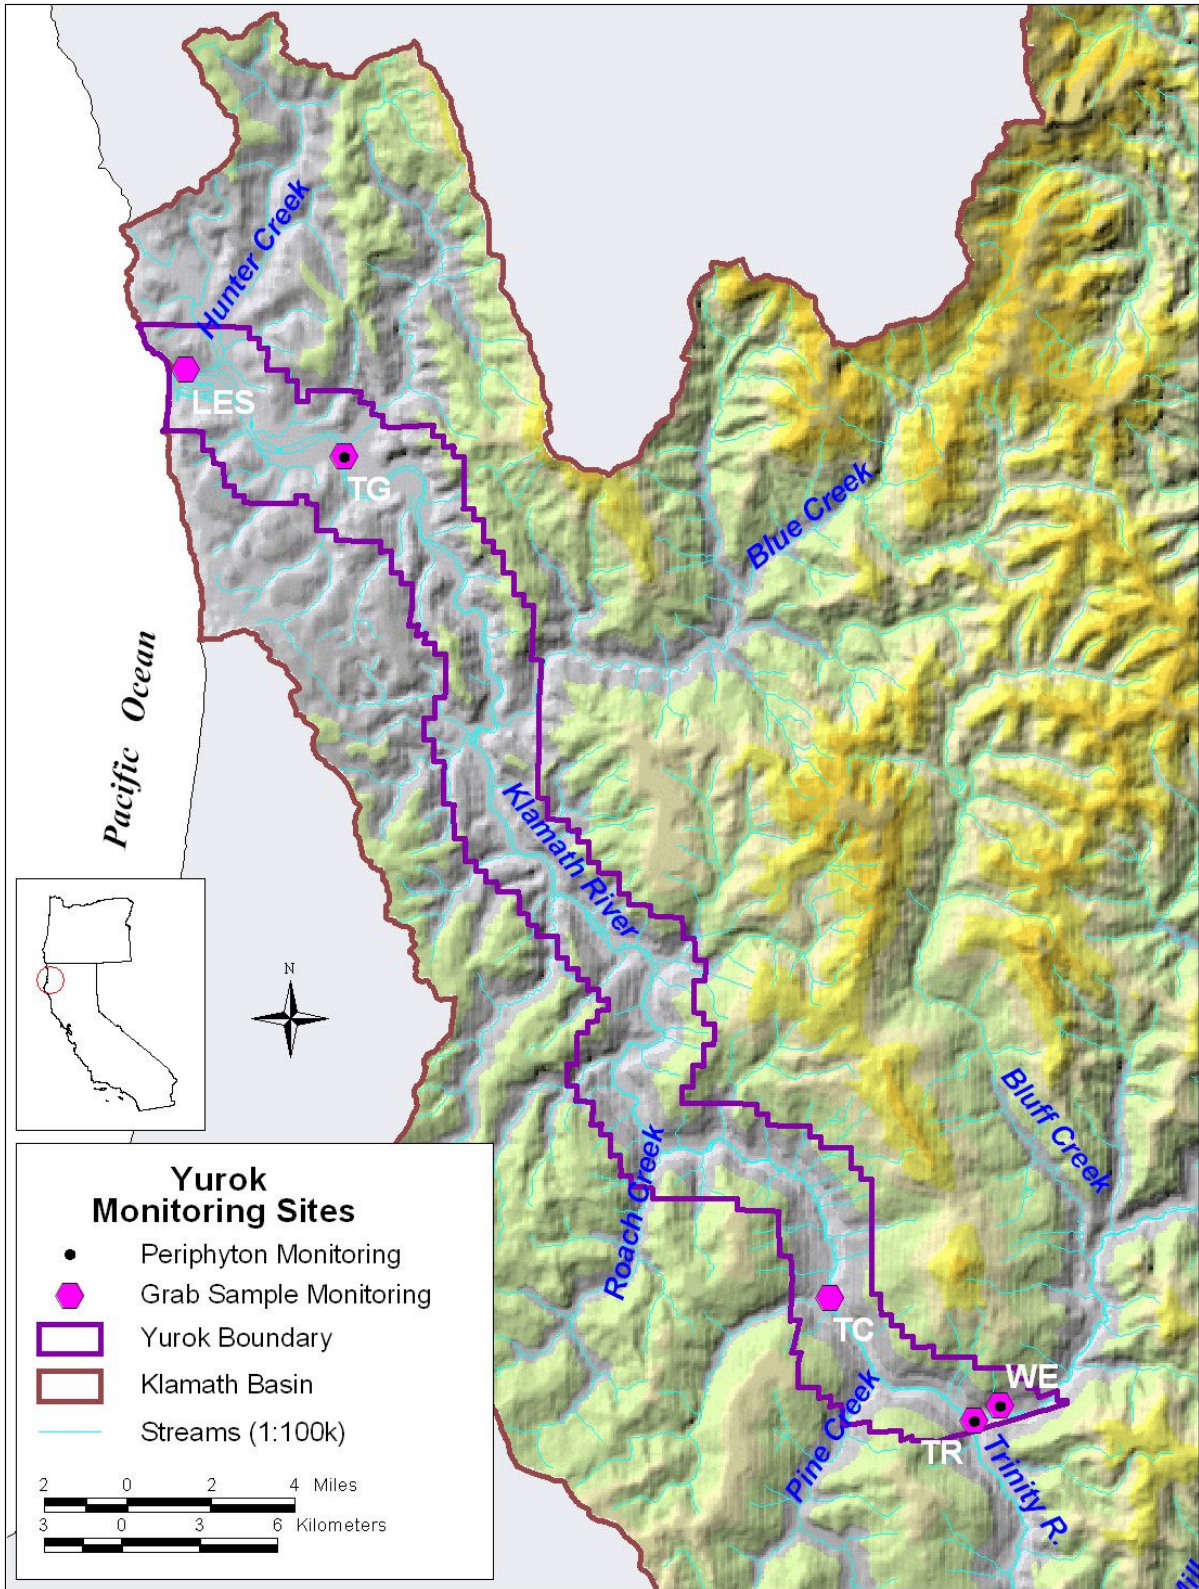 Hunter Creek
LES
TG
Blue Creek
Pacific Ocean
Klamath River
N
Bluff Creek
Roach Creek
TC
WE
Pine Creek
TR
Trinity R.
Yurok
Monitoring Sites
Periphyton Monitoring
Grab Sample Monitoring
Yurok Boundary
Klamath Basin
Streams (1:100k)
2 0 2 4 Miles
3 0 3 6 Kilometers